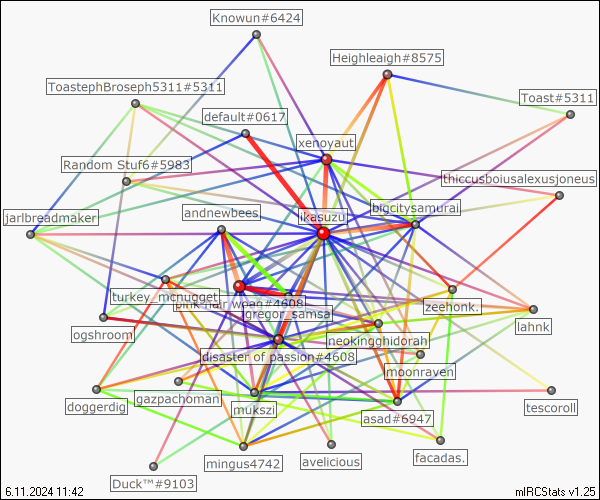 Knowun#6424
Heighleaigh#8575
ToastephBroseph5311#5311
Toast#5311
default#0617
xenoyaut
Random Stuf6#5983
thiccusboiusalexusjoneus
jarlbreadmaker
andnewbees
ikasuzu
bigcitysamurai
turkey_mcnugget
pink hair woan#4608
gregor_samsa
zeehonk.
lahnk
ogshroom
neokingghidorah
disaster of passion#4608
moonraven
doggerdig
gazpachoman
mukszi
asad#6947
tescoroll
mingus4742
avelicious
facadas.
Duck™#9103
6.11.2024 11:42
mIRCStats v1.25